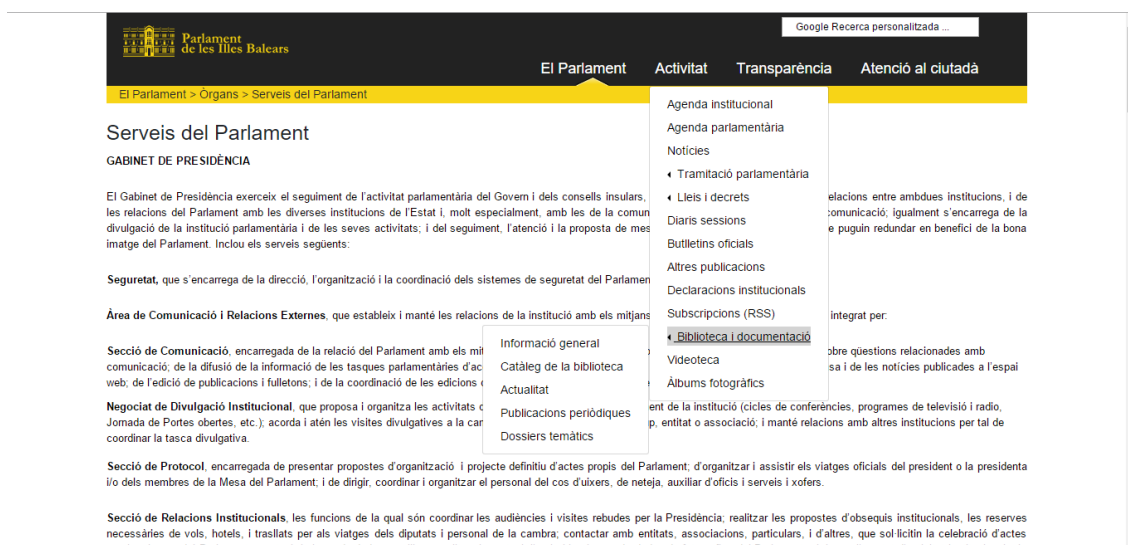 Parlament
de les Illes Balears
Google Recerca personalitzada ...
El Parlament Activitat Transparència Atenció al ciutadà
El Parlament > Òrgans > Serveis del Parlament
Agenda institucional
Agenda parlamentària
Notícies
Tramitació parlamentària
Lleis i decrets
Diaris sessions
Butlletins oficials
Altres publicacions
Declaracions institucionals
Subscripcions (RSS)
Biblioteca i documentació
Videoteca
Àlbums fotogràfics
Informació general
Catàleg de la biblioteca
Actualitat
Publicacions periòdiques
Dossiers temàtics
Serveis del Parlament
GABINET DE PRESIDÈNCIA
El Gabinet de Presidència exerceix el seguiment de l'activitat parlamentària del Govern i dels consells insulars, elacions entre ambdues institucions, i de
les relacions del Parlament amb les diverses institucions de l'Estat i, molt especialment, amb les de la comun comunicació; igualment s'encarrega de la
divulgació de la institució parlamentària i de les seves activitats; i del seguiment, l'atenció i la proposta de mes e puguin redundar en benefici de la bona
imatge del Parlament. Inclou els serveis següents:
Seguretat, que s'encarrega de la direcció, l'organització i la coordinació dels sistemes de seguretat del Parlamen
Àrea de Comunicació i Relacions Externes, que estableix i manté les relacions de la institució amb els mitjans integrat per:
Secció de Comunicació, encarregada de la relació del Parlament amb els mit obre qüestions relacionades amb
comunicació; de la difusió de la informació de les tasques parlamentàries d'ac sa i de les notícies publicades a l'espai
web; de l'edició de publicacions i fulletons; i de la coordinació de les edicions
Negociat de Divulgació Institucional, que proposa i organitza les activitats ent de la institució (cicles de conferències, programes de televisió i radio,
Jornada de Portes obertes, etc.); acorda i atén les visites divulgatives a la ca p, entitat o associació; i manté relacions amb altres institucions per tal de
coordinar la tasca divulgativa.
Secció de Protocol, encarregada de presentar propostes d'organització i projecte definitiu d'actes propis del Parlament; d'organitzar i assistir els viatges oficials del president o la presidenta
i/o dels membres de la Mesa del Parlament; i de dirigir, coordinar i organitzar el personal del cos d'uixers, de neteja, auxiliar d'oficis i serveis i xofers.
Secció de Relacions Institucionals, les funcions de la qual són coordinar les audiències i visites rebudes per la Presidència; realitzar les propostes d'obsequis institucionals, les reserves
necessàries de vols, hotels, i trasllats per als viatges dels diputats i personal de la cambra; contactar amb entitats, associacions, particulars, i d'altres, que sol·licitin la celebració d'actes